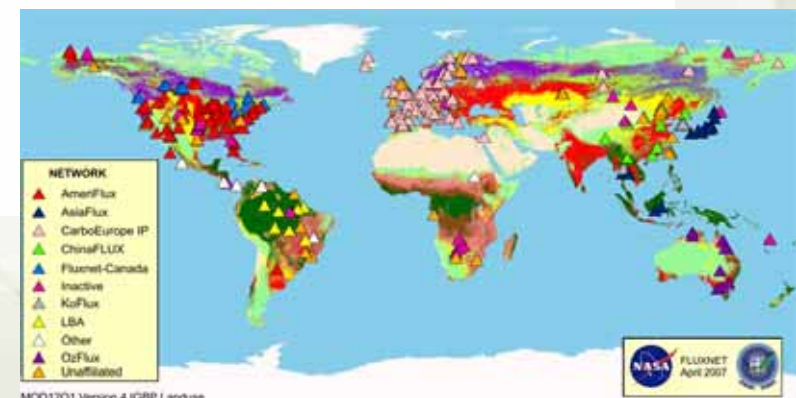 NETWORK
AmeriFlux
AsiaFlux
CarboEurope IP
ChinaFLUX
Fluxnet-Canada
Inactive
KoFlux
LBA
Other
OzFlux
Unaffiliated
NASA
FLUXNET
April 2007
MOD12Q1 Version 4 IGBP Landuse